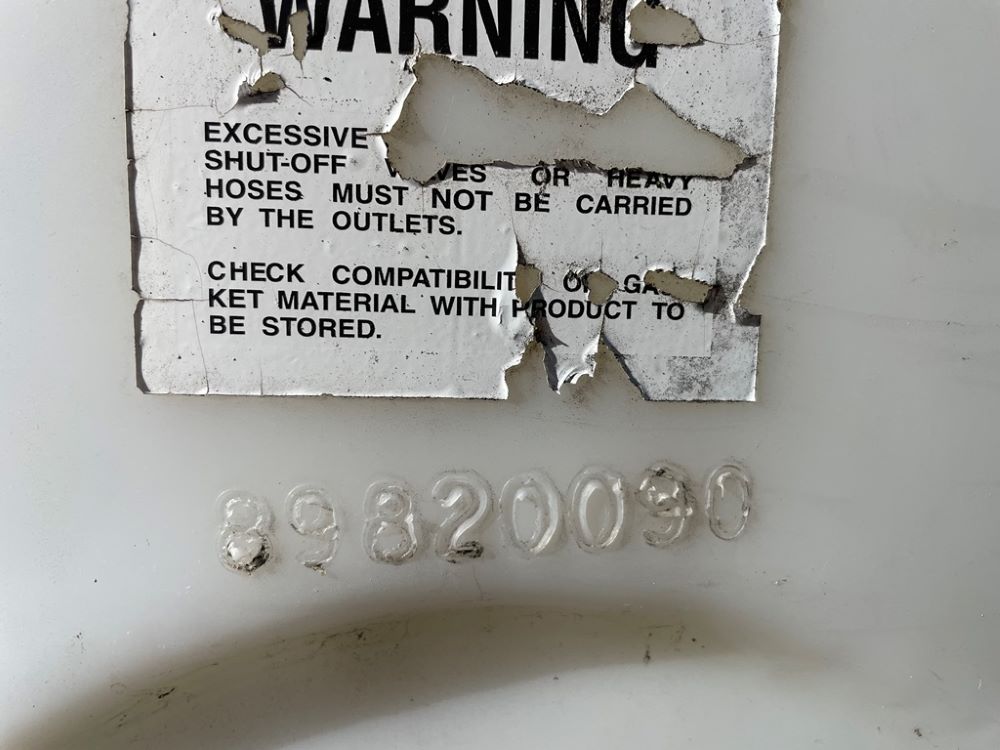 WARNING
EXCESSIVE
SHUT-OFF OR HEAVY
HOSES MUST NOT BE CARRIED
BY THE OUTLETS.
CHECK
KET MATERIAL WITH PRODUCT TO
BE STORED.
89820090